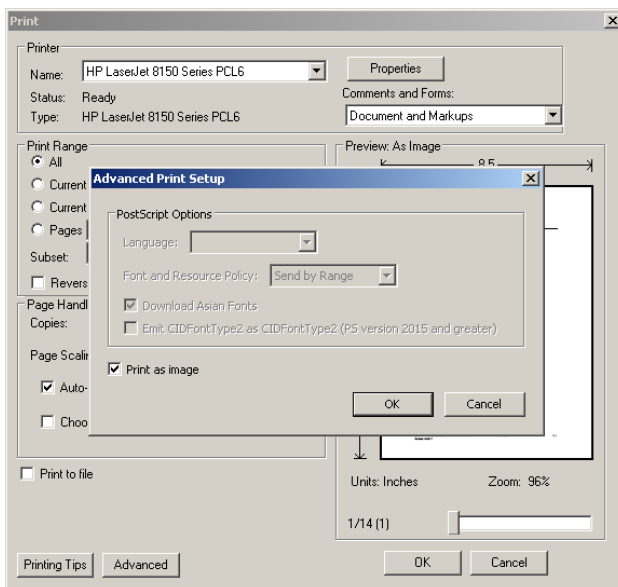 Print
Printer
Name: HP LaserJet 8150 Series PCL6 Properties
Status: Ready Comments and Forms:
Type: HP LaserJet 8150 Series PCL6 Document and Markups
Print Range Preview: As Image
All 8.5
Advanced Print Setup
Current
Current
Pages
Subset:
Revers
PostScript Options
Language:
Font and Resource Policy: Send by Range
Download Asian Fonts
Emit CIDFontType2 as CIDFontType2 (PS version 2015 and greater)
Print as image
OK Cancel
Page Handl
Copies:
Page Scalin
Auto-
Choo
Print to file
Units: Inches Zoom: 96%
1/14 (1)
Printing Tips Advanced OK Cancel